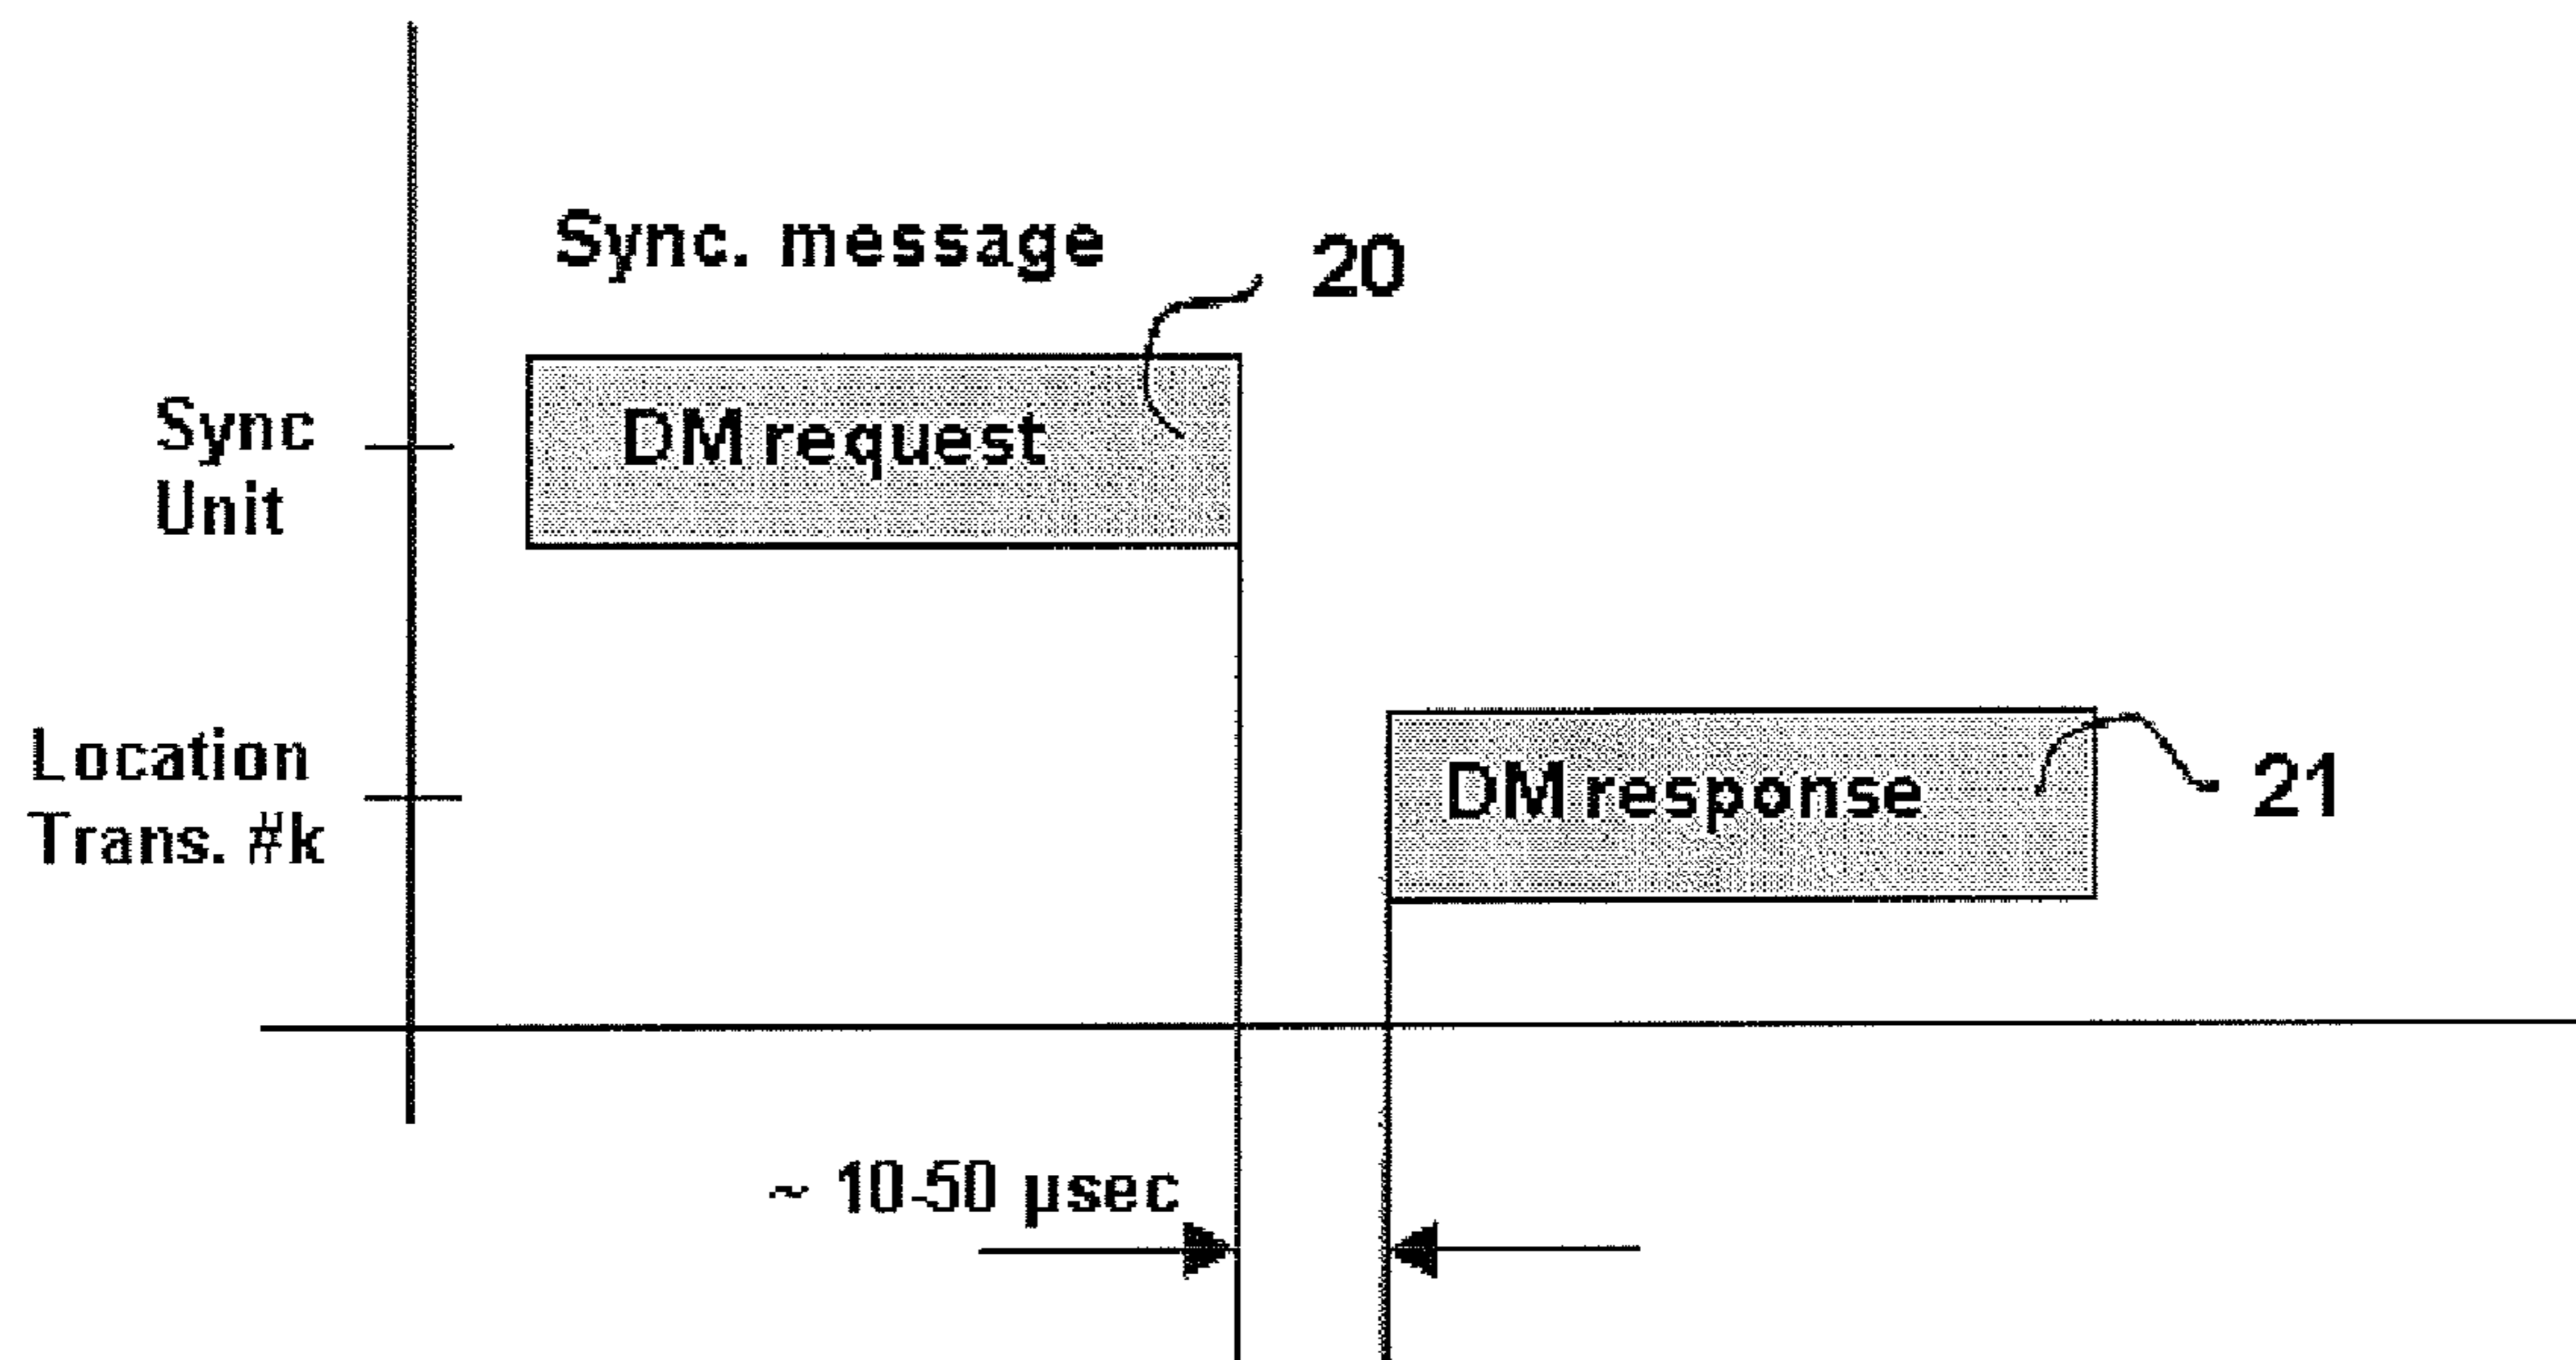 Sync. message
20
Sync
Unit
DM request
Location
Trans. #k
DM response
21
~ 10-50 µsec